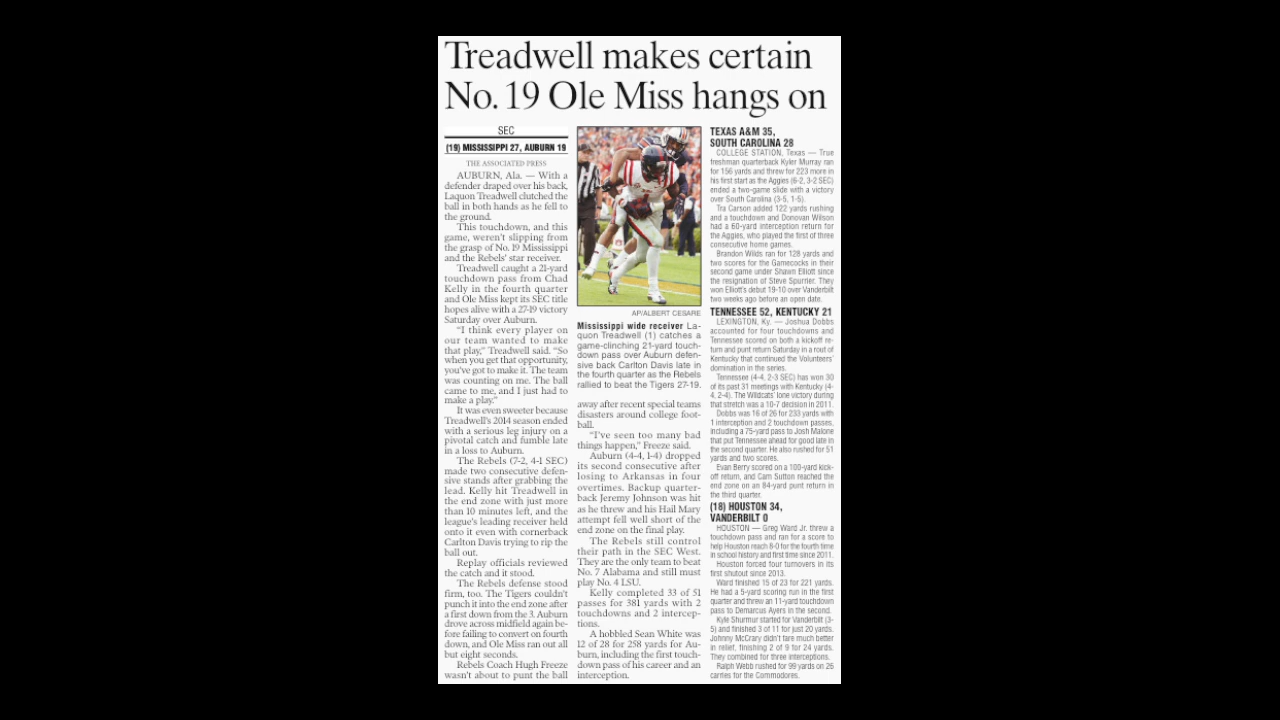 Treadwell makes certain
No. 19 Ole Miss hangs on
SEC
(19) MISSISSIPPI 27, AUBURN 19
THE ASSOCIATED PRESS
AUBURN, Ala. — With a
defender draped over his back,
Laquon Treadwell clutched the
ball in both hands as he fell to
the ground.
This touchdown, and this
game, weren't slipping from
the grasp of No. 19 Mississippi
and the Rebels' star receiver.
Treadwell caught a 21-yard
touchdown pass from Chad
Kelly in the fourth quarter
and Ole Miss kept its SEC title
hopes alive with a 27-19 victory
Saturday over Auburn.
"I think every player on
our team wanted to make
that play," Treadwell said. "So
when you get that opportunity,
you've got to make it. The team
was counting on me. The ball
came to me, and I just had to
make a play."
It was even sweeter because
Treadwell's 2014 season ended
with a serious leg injury on a
pivotal catch and fumble late
in a loss to Auburn.
The Rebels (7-2, 4-1 SEC)
made two consecutive defen-
sive stands after grabbing the
lead. Kelly hit Treadwell in
the end zone with just more
than 10 minutes left, and the
league's leading receiver held
onto it even with cornerback
Carlton Davis trying to rip the
ball out.
Replay officials reviewed
the catch and it stood.
The Rebels defense stood
firm, too. The Tigers couldn't
punch it into the end zone after
a first down from the 3. Auburn
drove across midfield again be-
fore failing to convert on fourth
down, and Ole Miss ran out all
but eight seconds.
Rebels Coach Hugh Freeze
wasn't about to punt the ball
AP/ALBERT CESARE
Mississippi wide receiver La-
quon Treadwell (1) catches a
game-clinching 21-yard touch-
down pass over Auburn defen-
sive back Carlton Davis late in
the fourth quarter as the Rebels
rallied to beat the Tigers 27-19.
away after recent special teams
disasters around college foot-
ball.
"I've seen too many bad
things happen," Freeze said.
Auburn (4-4, 1-4) dropped
its second consecutive after
losing to Arkansas in four
overtimes. Backup quarter-
back Jeremy Johnson was hit
as he threw and his Hail Mary
attempt fell well short of the
end zone on the final play.
The Rebels still control
their path in the SEC West.
They are the only team to beat
No. 7 Alabama and still must
play No. 4 LSU.
Kelly completed 33 of 51
passes for 381 yards with 2
touchdowns and 2 intercep-
tions.
A hobbled Sean White was
12 of 28 for 258 yards for Au-
burn, including the first touch-
down pass of his career and an
interception.
TEXAS A&M 35,
SOUTH CAROLINA 28
COLLEGE STATION, Texas — True
freshman quarterback Kyler Murray ran
for 156 yards and threw for 223 more in
his first start as the Aggies (6-2, 3-2 SEC)
ended a two-game slide with a victory
over South Carolina (3-5, 1-5).
Tra Carson added 122 yards rushing
and a touchdown and Donovan Wilson
had a 60-yard interception return for
the Aggies, who played the first of three
consecutive home games.
Brandon Wilds ran for 128 yards and
two scores for the Gamecocks in their
second game under Shawn Elliott since
the resignation of Steve Spurrier. They
won Elliott's debut 19-10 over Vanderbilt
two weeks ago before an open date.
TENNESSEE 52, KENTUCKY 21
LEXINGTON, Ky. — Joshua Dobbs
accounted for four touchdowns and
Tennessee scored on both a kickoff re-
turn and punt return Saturday in a rout of
Kentucky that continued the Volunteers'
domination in the series.
Tennessee (4-4, 2-3 SEC) has won 30
of its past 31 meetings with Kentucky (4-
4, 2-4). The Wildcats' lone victory during
that stretch was a 10-7 decision in 2011.
Dobbs was 16 of 26 for 233 yards with
1 interception and 2 touchdown passes,
including a 75-yard pass to Josh Malone
that put Tennessee ahead for good late in
the second quarter. He also rushed for 51
yards and two scores.
Evan Berry scored on a 100-yard kick-
off return, and Cam Sutton reached the
end zone on an 84-yard punt return in
the third quarter.
(18) HOUSTON 34,
VANDERBILT 0
HOUSTON — Greg Ward Jr. threw a
touchdown pass and ran for a score to
help Houston reach 8-0 for the fourth time
in school history and first time since 2011.
Houston forced four turnovers in its
first shutout since 2013.
Ward finished 15 of 23 for 221 yards.
He had a 5-yard scoring run in the first
quarter and threw an 11-yard touchdown
pass to Demarcus Ayers in the second.
Kyle Shurmur started for Vanderbilt (3-
5) and finished 3 of 11 for just 20 yards.
Johnny McCrary didn't fare much better
in relief, finishing 2 of 9 for 24 yards.
They combined for three interceptions.
Ralph Webb rushed for 99 yards on 26
carries for the Commodores.